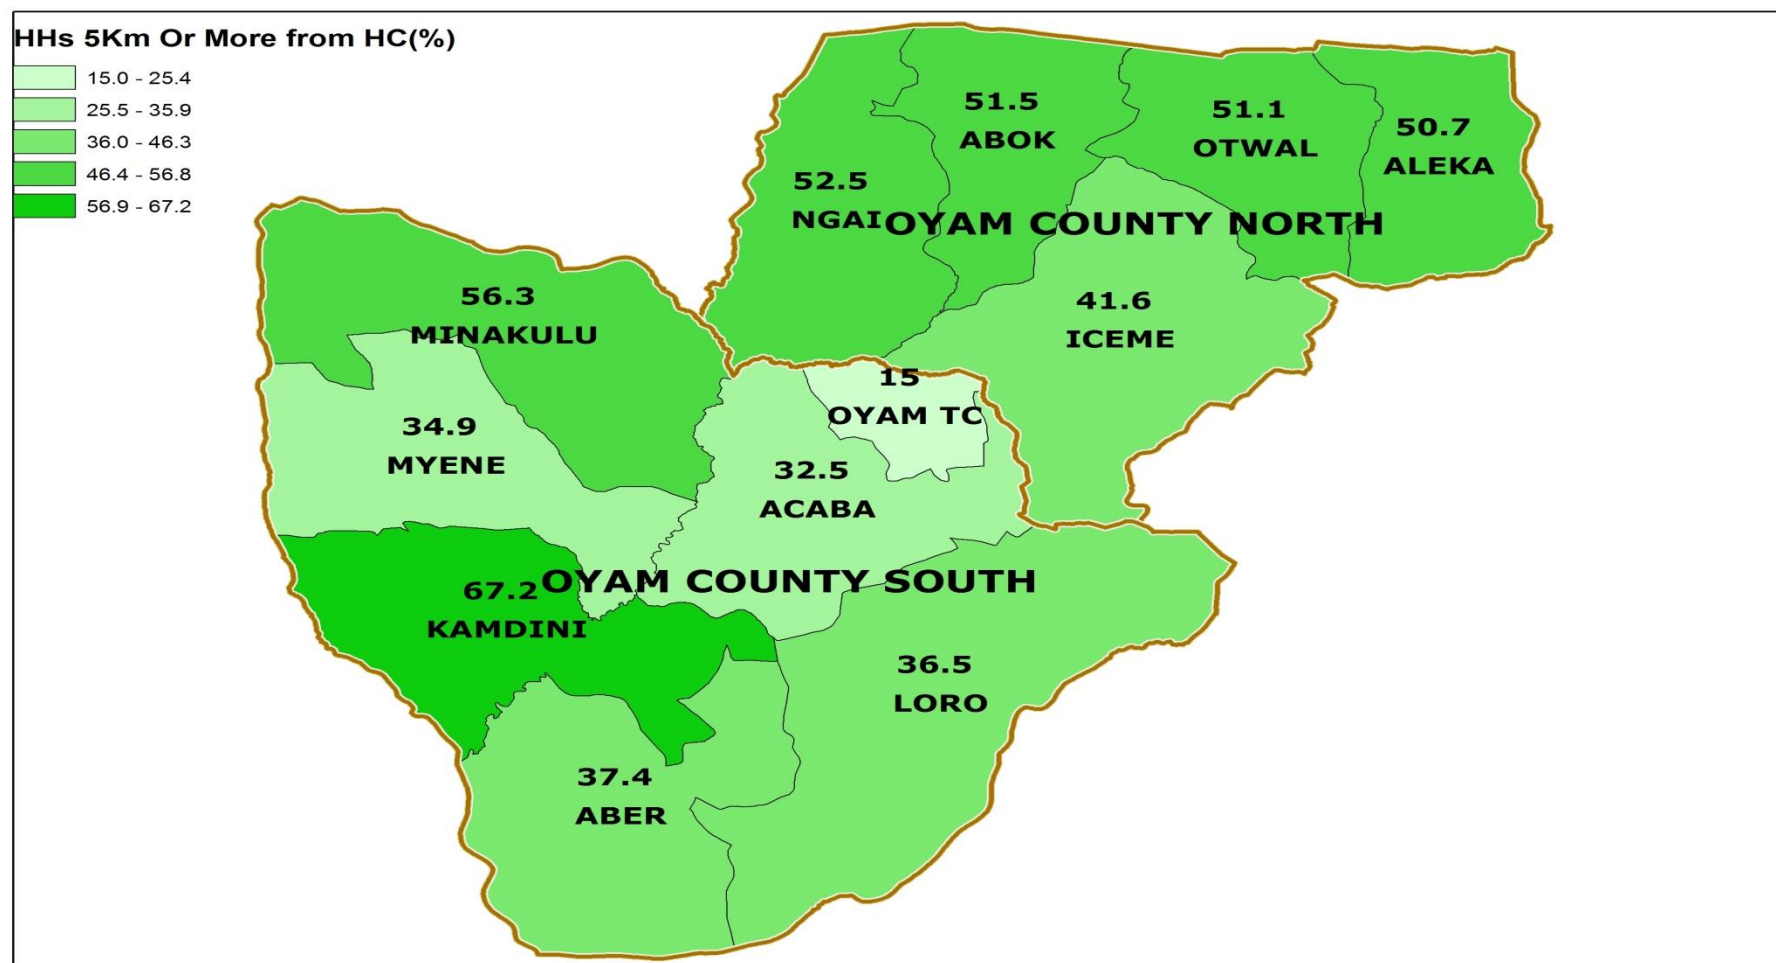 HHs 5Km Or More from HC(%)
15.0 - 25.4
25.5 - 35.9
36.0 - 46.3
46.4 - 56.8
56.9 - 67.2
51.5
ABOK
51.1
OTWAL
50.7
ALEKA
52.5
NGAI
OYAM COUNTY NORTH
56.3
MINAKULU
41.6
ICEME
15
OYAM TC
34.9
MYENE
32.5
ACABA
OYAM COUNTY SOUTH
67.2
KAMDINI
36.5
LORO
37.4
ABER